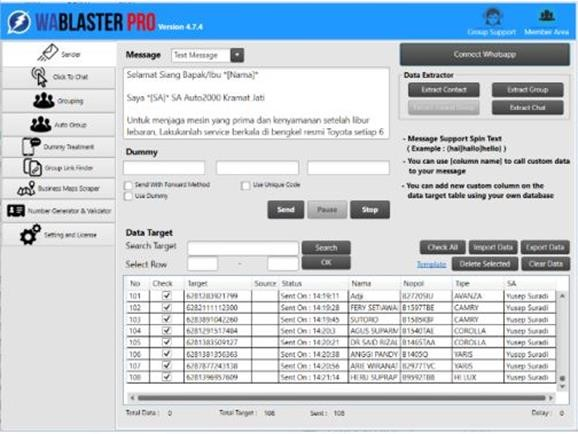 WABLASTER PRO Version 4.7.4
Group Support Member Area
Sender
Click To Chat
Grouping
Auto Group
Dummy Treatment
Group Link Finder
Business Maps Scraper
Number Generator & Validator
Setting and License
Message Text Message
Connect Whatsapp
Selamat Siang Bapak/Ibu *[Nama]*
Saya *[SA]* SA Auto2000 Kramat Jati
Untuk menjaga mesin yang prima dan kenyamanan setelah libur
lebaran, Lakukanlah service berkala di bengkel resmi Toyota setiap 6
Data Extractor
Extract Contact Extract Group
Extract Chat
- Message Support Spin Text
( Example : (hai|hallo|hello) )
- You can use [column name] to call custom data
to your message
- You can add new custom column on the
data target table using your own database
Dummy
Send With Forward Method Use Unique Code
Use Dummy
Send Pause Stop
Data Target
Search Target Search
Select Row - OK
Check All Import Data Export Data
Template Delete Selected Clear Data
No Check Target Source Status Nama Nopol Tipe SA
101 6281283921799 Sent On : 14:19:11 Adji B2720SIU AVANZA Yusep Suradi
102 6282111112300 Sent On : 14:19:28 FERY SETIAWA B1597TBE CAMRY Yusep Suradi
103 6283891042260 Sent On : 14:19:45 SUTORO CAMRY Yusep Suradi
104 6281291517484 Sent On : 14:20:3 AGUS SUPARM B1540TAE COROLLA Yusep Suradi
105 6281383509127 Sent On : 14:20:21 DR SAID RIZAL B1465TAA COROLLA Yusep Suradi
106 6281381356363 Sent On : 14:20:38 ANGGI PANDY B1405Q YARIS Yusep Suradi
107 6287877243138 Sent On : 14:20:56 ARIE WIRANAT B2977TVC YARIS Yusep Suradi
108 6281396957609 Sent On : 14:21:14 HERU SUPRAP B9592TBB HI LUX Yusep Suradi
Total Data : 0 Total Target : 108 Sent : 108 Delay : 0